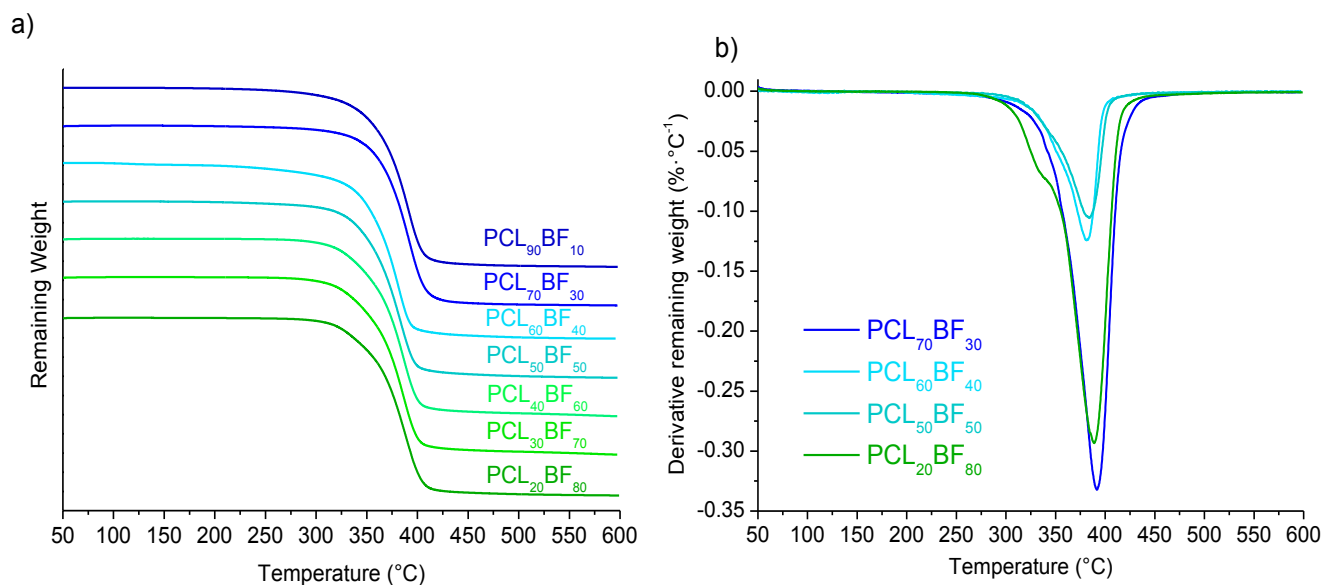 a)
Remaining Weight
PCL₉₀BF₁₀
PCL₇₀BF₃₀
PCL₆₀BF₄₀
PCL₅₀BF₅₀
PCL₄₀BF₆₀
PCL₃₀BF₇₀
PCL₂₀BF₈₀
50 100 150 200 250 300 350 400 450 500 550 600
Temperature (°C)
b)
Derivative remaining weight (%·°C⁻¹)
0.00
-0.05
-0.10
-0.15
-0.20
-0.25
-0.30
-0.35
PCL₇₀BF₃₀
PCL₆₀BF₄₀
PCL₅₀BF₅₀
PCL₂₀BF₈₀
50 100 150 200 250 300 350 400 450 500 550 600
Temperature (°C)